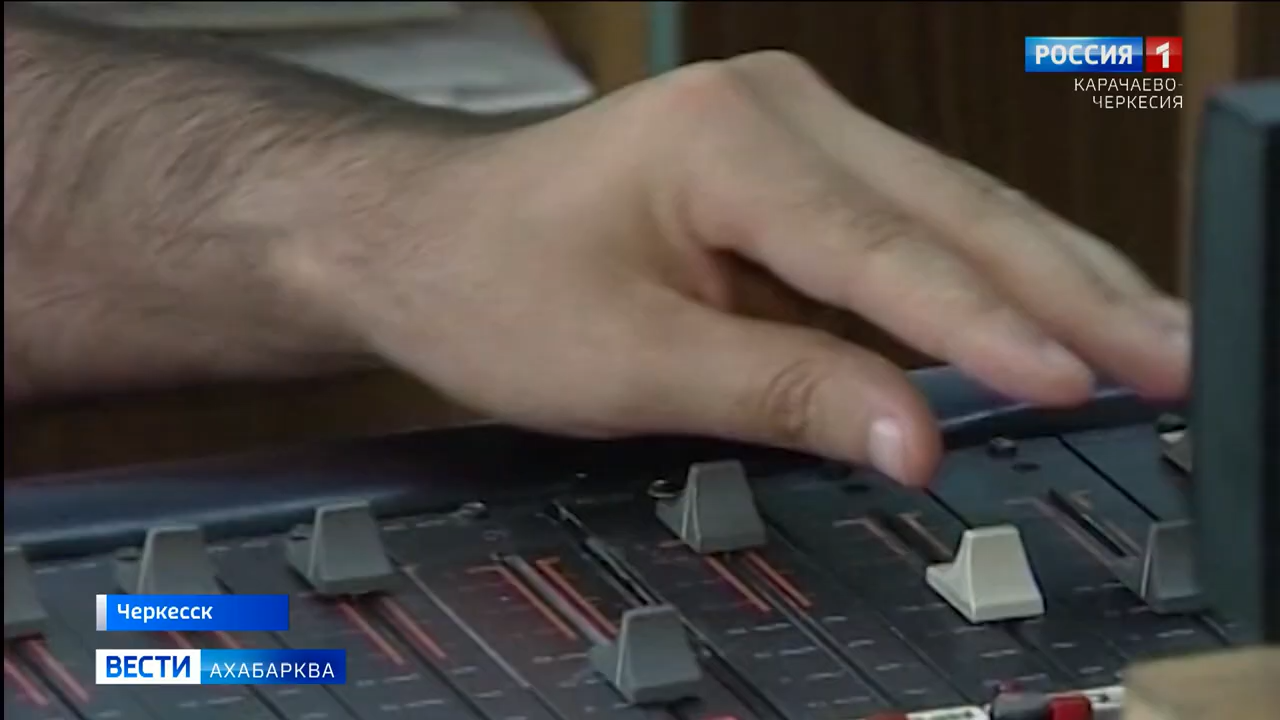 РОССИЯ 1
КАРАЧАЕВО-
ЧЕРКЕСИЯ
Черкесск
ВЕСТИ АХАБАРКВА